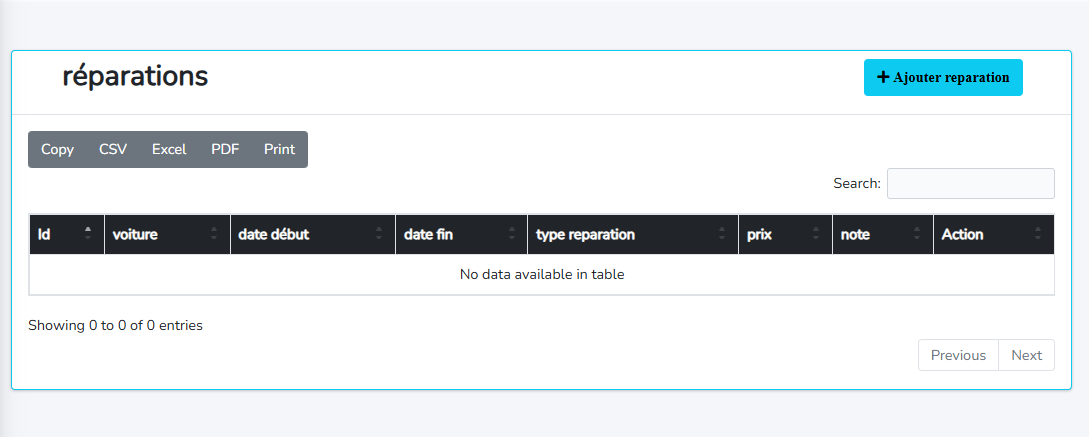 réparations
+ Ajouter reparation
Copy CSV Excel PDF Print
Search:
Id voiture date début date fin type reparation prix note Action
No data available in table
Showing 0 to 0 of 0 entries
Previous Next